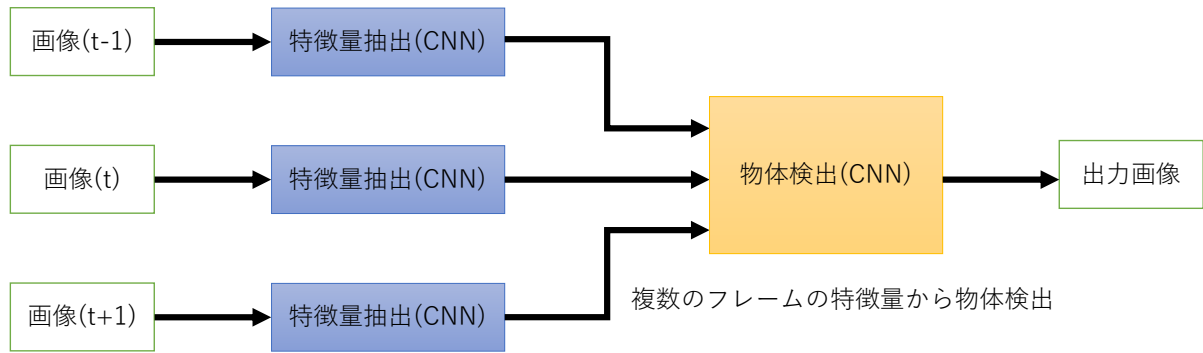 画像(t-1)
特徴量抽出(CNN)
画像(t)
特徴量抽出(CNN)
物体検出(CNN)
出力画像
画像(t+1)
特徴量抽出(CNN)
複数のフレームの特徴量から物体検出